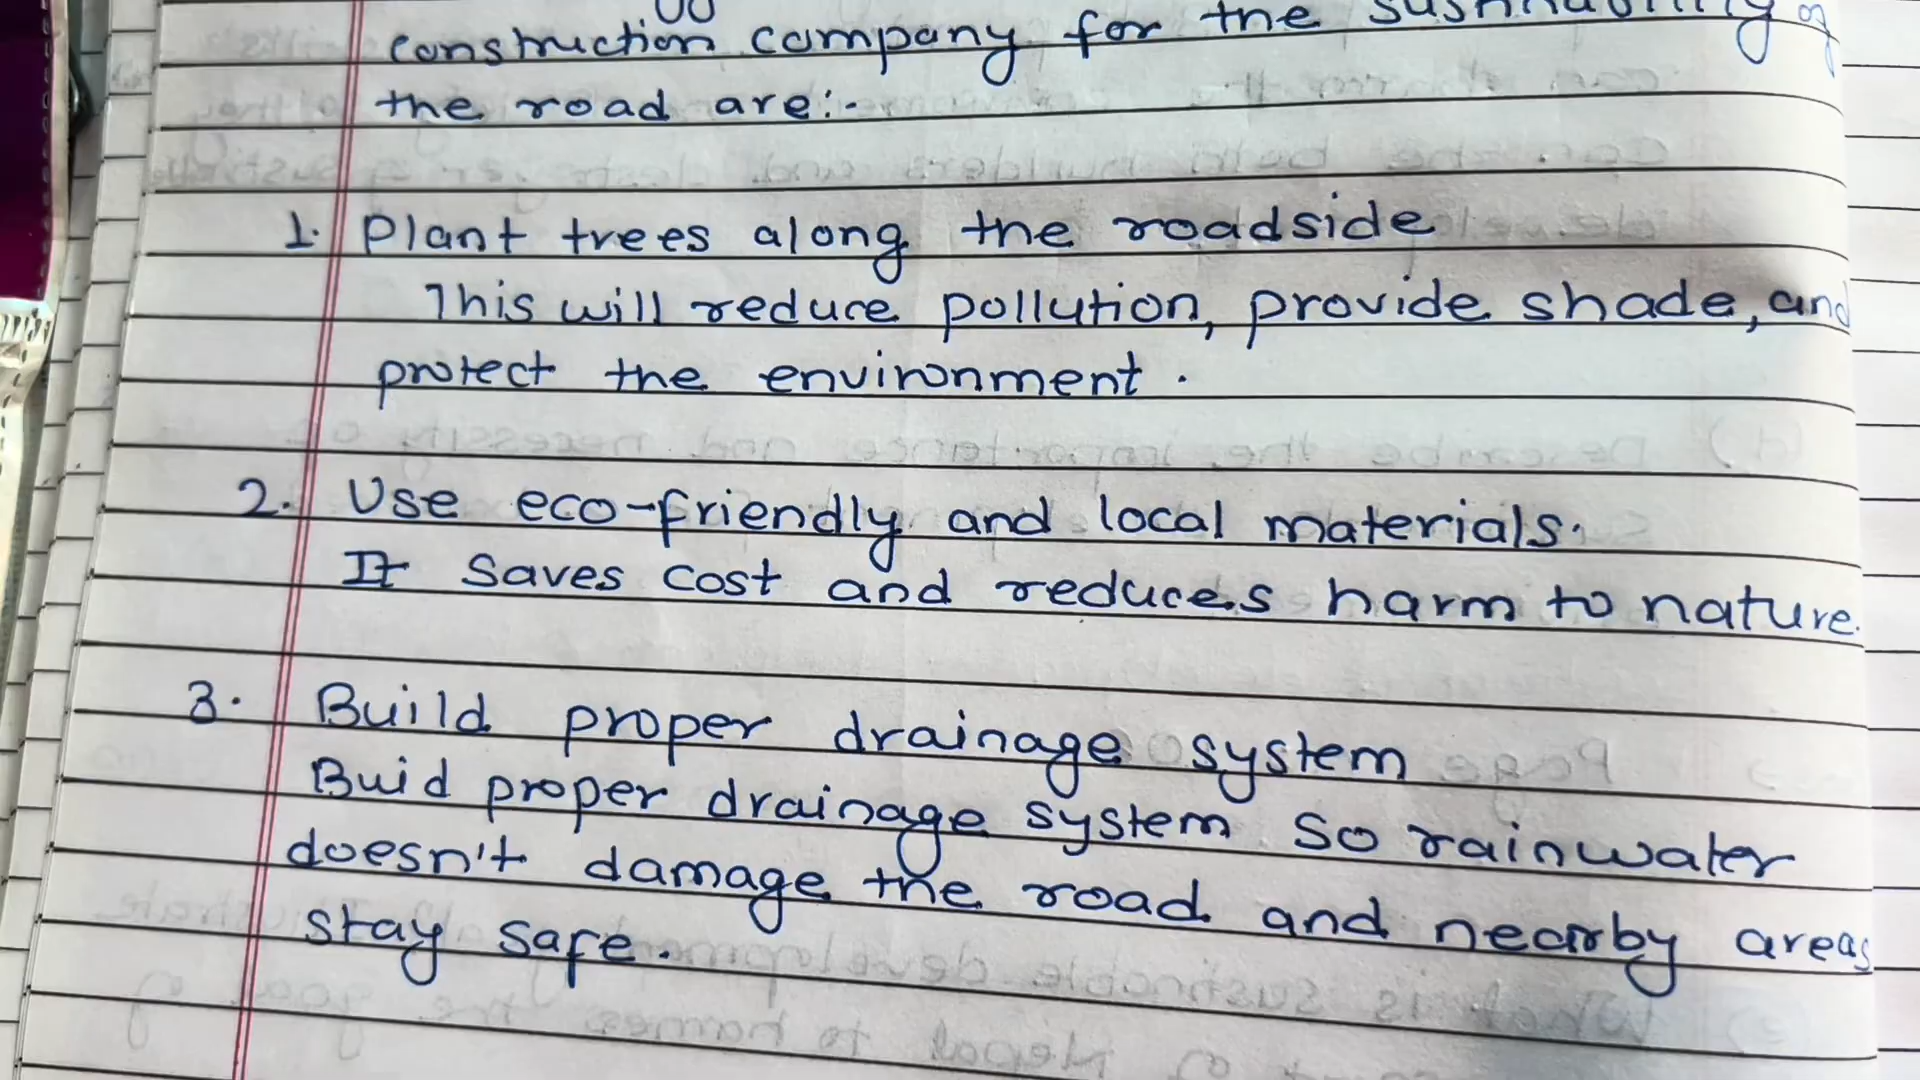 construction company for the
the road are:-
1. Plant trees along the roadside
This will reduce pollution, provide shade, and
protect the environment.
2. Use eco-friendly and local materials.
It saves cost and reduces harm to nature.
3. Build proper drainage system
Buid proper drainage system so rainwater
doesn't damage the road and nearby areas
stay safe.